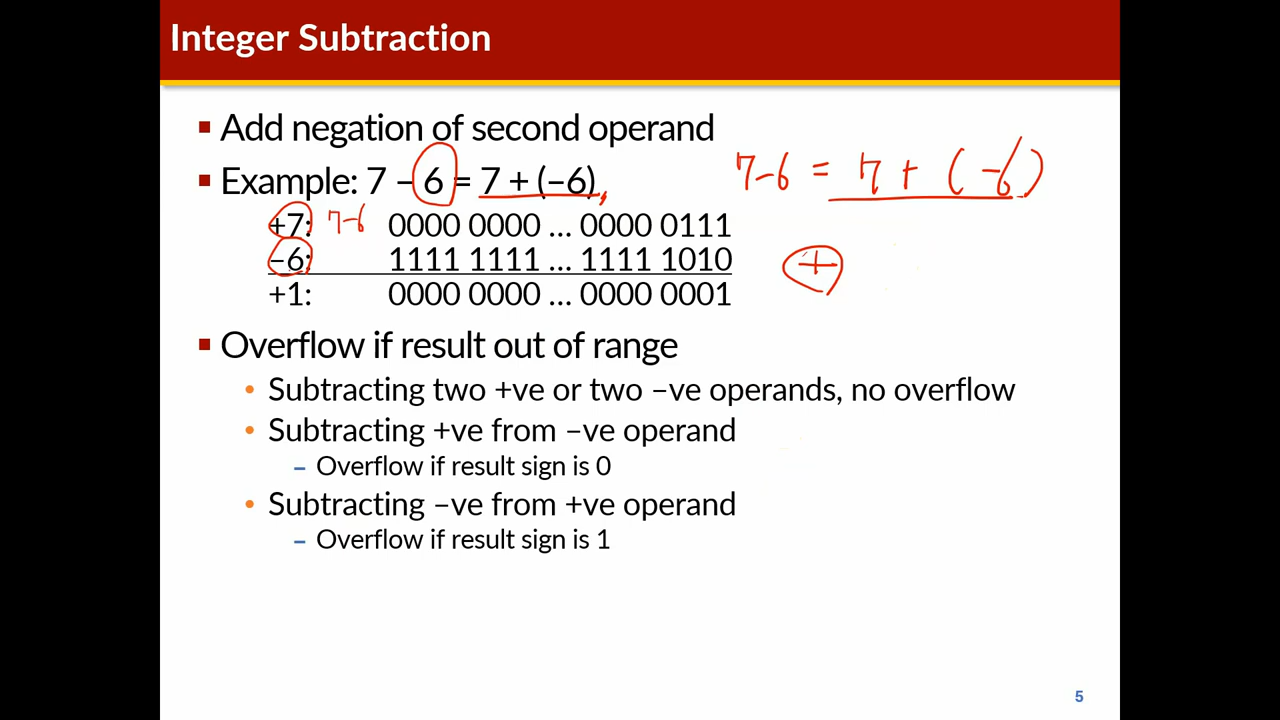 Integer Subtraction
▪ Add negation of second operand
▪ Example: 7 – 6 = 7 + (–6)
7-6 = 7 + (-6)
+7: 7-6 0000 0000 ... 0000 0111
–6: 1111 1111 ... 1111 1010
+
+1: 0000 0000 ... 0000 0001
▪ Overflow if result out of range
• Subtracting two +ve or two –ve operands, no overflow
• Subtracting +ve from –ve operand
– Overflow if result sign is 0
• Subtracting –ve from +ve operand
– Overflow if result sign is 1
5